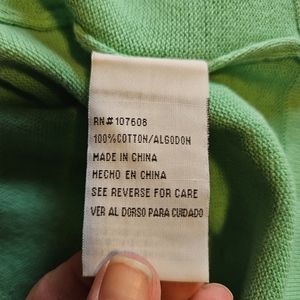 RN# 107608
100%COTTON/ALGODON
MADE IN CHINA
HECHO EN CHINA
SEE REVERSE FOR CARE
VER AL DORSO PARA CUIDADO